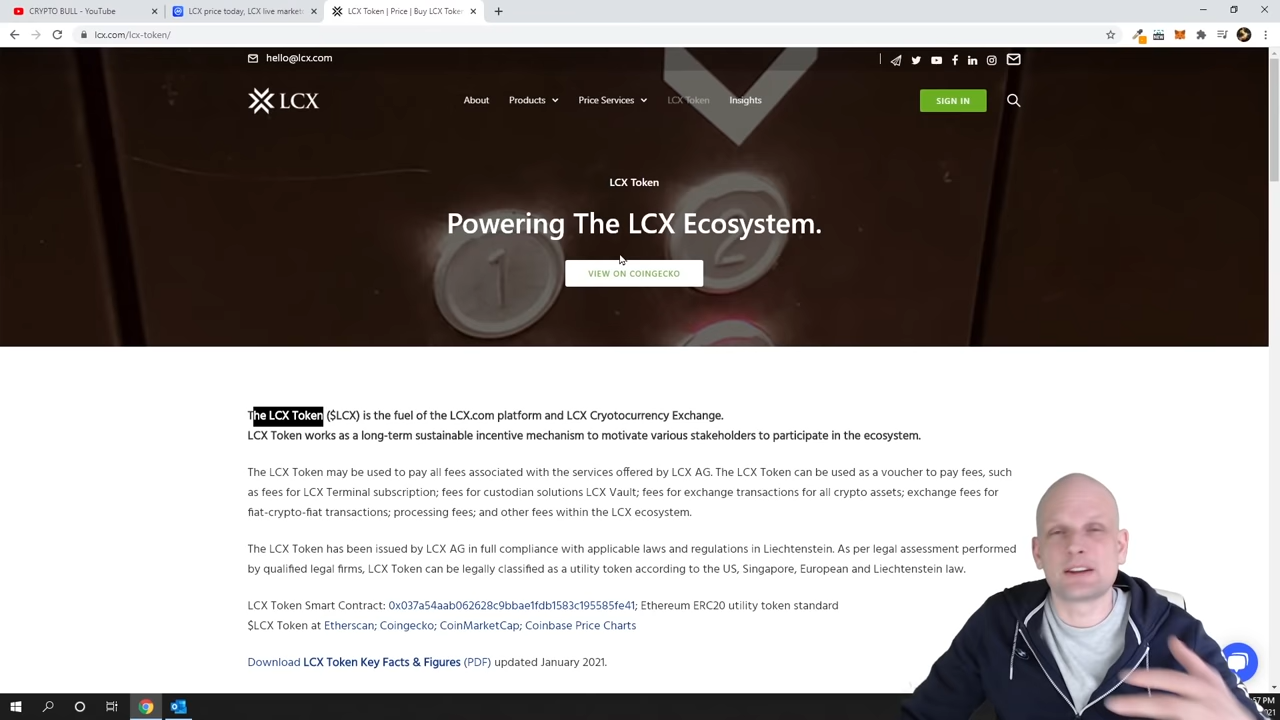 CRYPTO BULL - YouTube
LCX price today, LCX live market
LCX Token | Price | Buy LCX Toke
lcx.com/lcx-token/
hello@lcx.com
LCX
About
Products
Price Services
LCX Token
Insights
SIGN IN
LCX Token
Powering The LCX Ecosystem.
VIEW ON COINGECKO
1
2
The LCX Token ($LCX) is the fuel of the LCX.com platform and LCX Cryotocurrency Exchange.
LCX Token works as a long-term sustainable incentive mechanism to motivate various stakeholders to participate in the ecosystem.
The LCX Token may be used to pay all fees associated with the services offered by LCX AG. The LCX Token can be used as a voucher to pay fees, such
as fees for LCX Terminal subscription; fees for custodian solutions LCX Vault; fees for exchange transactions for all crypto assets; exchange fees for
fiat-crypto-fiat transactions; processing fees; and other fees within the LCX ecosystem.
The LCX Token has been issued by LCX AG in full compliance with applicable laws and regulations in Liechtenstein. As per legal assessment performed
by qualified legal firms, LCX Token can be legally classified as a utility token according to the US, Singapore, European and Liechtenstein law.
LCX Token Smart Contract: 0x037a54aab062628c9bbae1fdb1583c195585fe41; Ethereum ERC20 utility token standard
$LCX Token at Etherscan; Coingecko; CoinMarketCap; Coinbase Price Charts
Download LCX Token Key Facts & Figures (PDF) updated January 2021.
:57 PM
2021